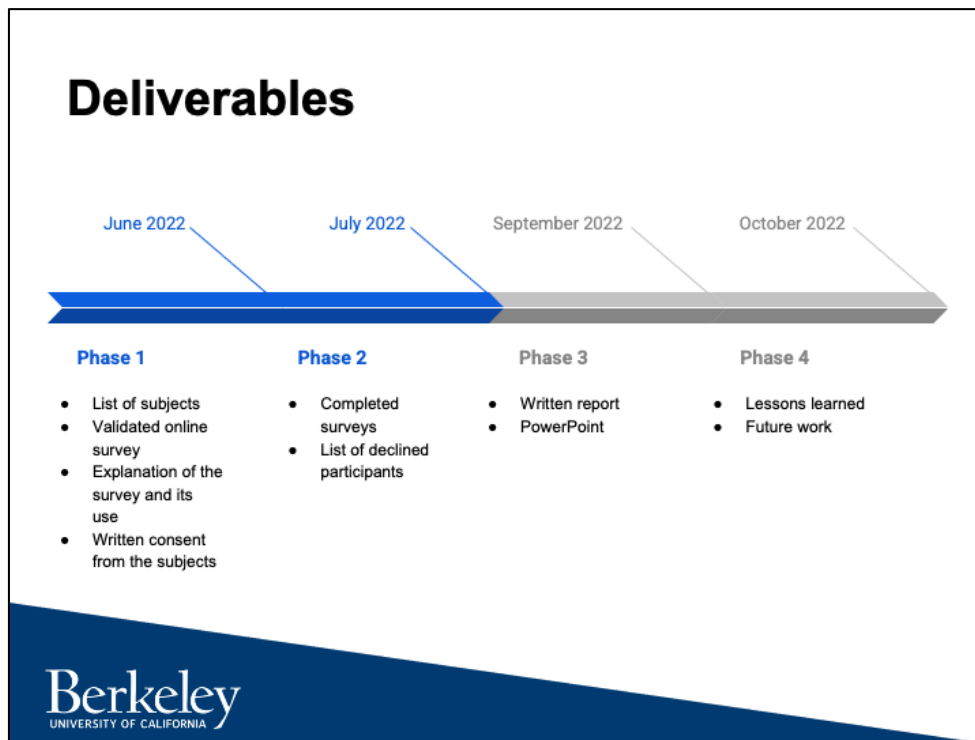 Deliverables
June 2022
July 2022
September 2022
October 2022
Phase 1
● List of subjects
● Validated online
survey
● Explanation of the
survey and its
use
● Written consent
from the subjects
Phase 2
● Completed
surveys
● List of declined
participants
Phase 3
● Written report
● PowerPoint
Phase 4
● Lessons learned
● Future work
Berkeley
UNIVERSITY OF CALIFORNIA